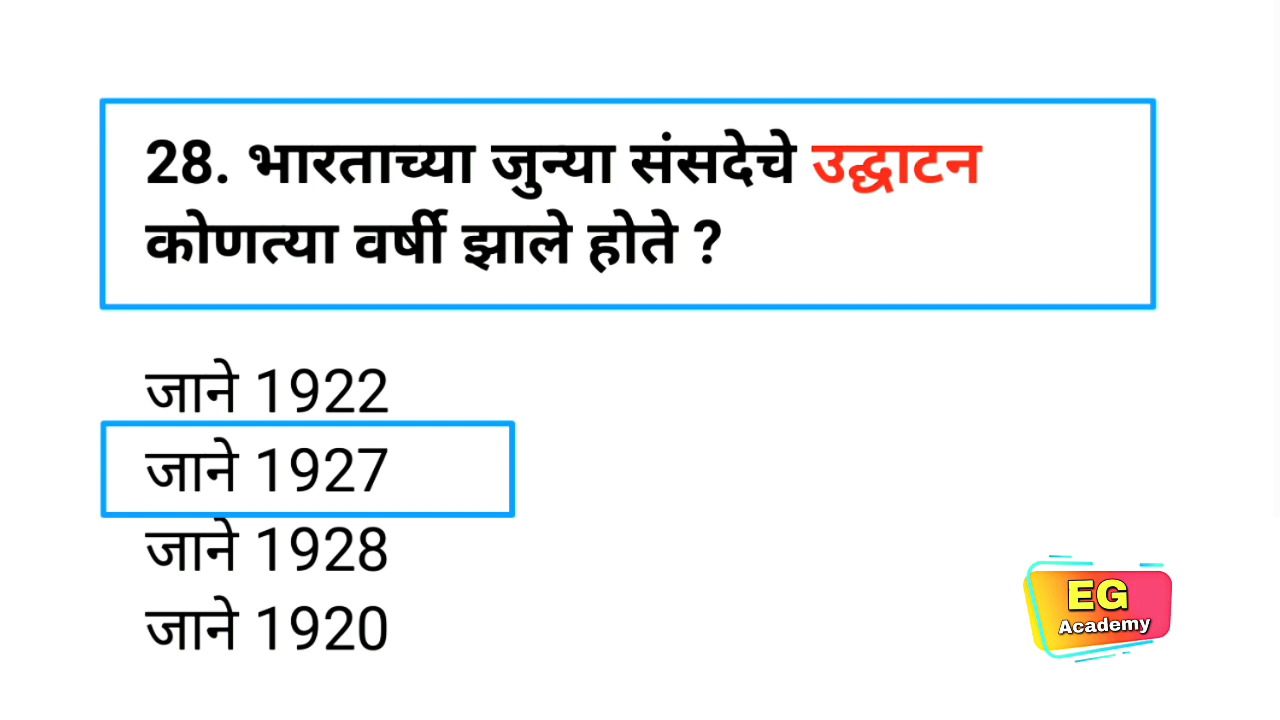 28. भारताच्या जुन्या संसदेचे उद्घाटन
कोणत्या वर्षी झाले होते ?
जाने 1922
जाने 1927
जाने 1928
जाने 1920
EG
Academy